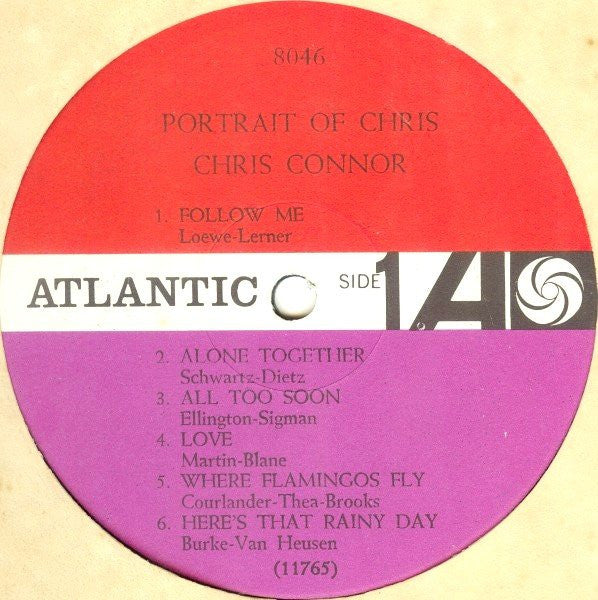 8046
PORTRAIT OF CHRIS
CHRIS CONNOR
1. FOLLOW ME
Loewe-Lerner
ATLANTIC SIDE 1 A
2. ALONE TOGETHER
Schwartz-Dietz
3. ALL TOO SOON
Ellington-Sigman
4. LOVE
Martin-Blane
5. WHERE FLAMINGOS FLY
Courlander-Thea-Brooks
6. HERE'S THAT RAINY DAY
Burke-Van Heusen
(11765)